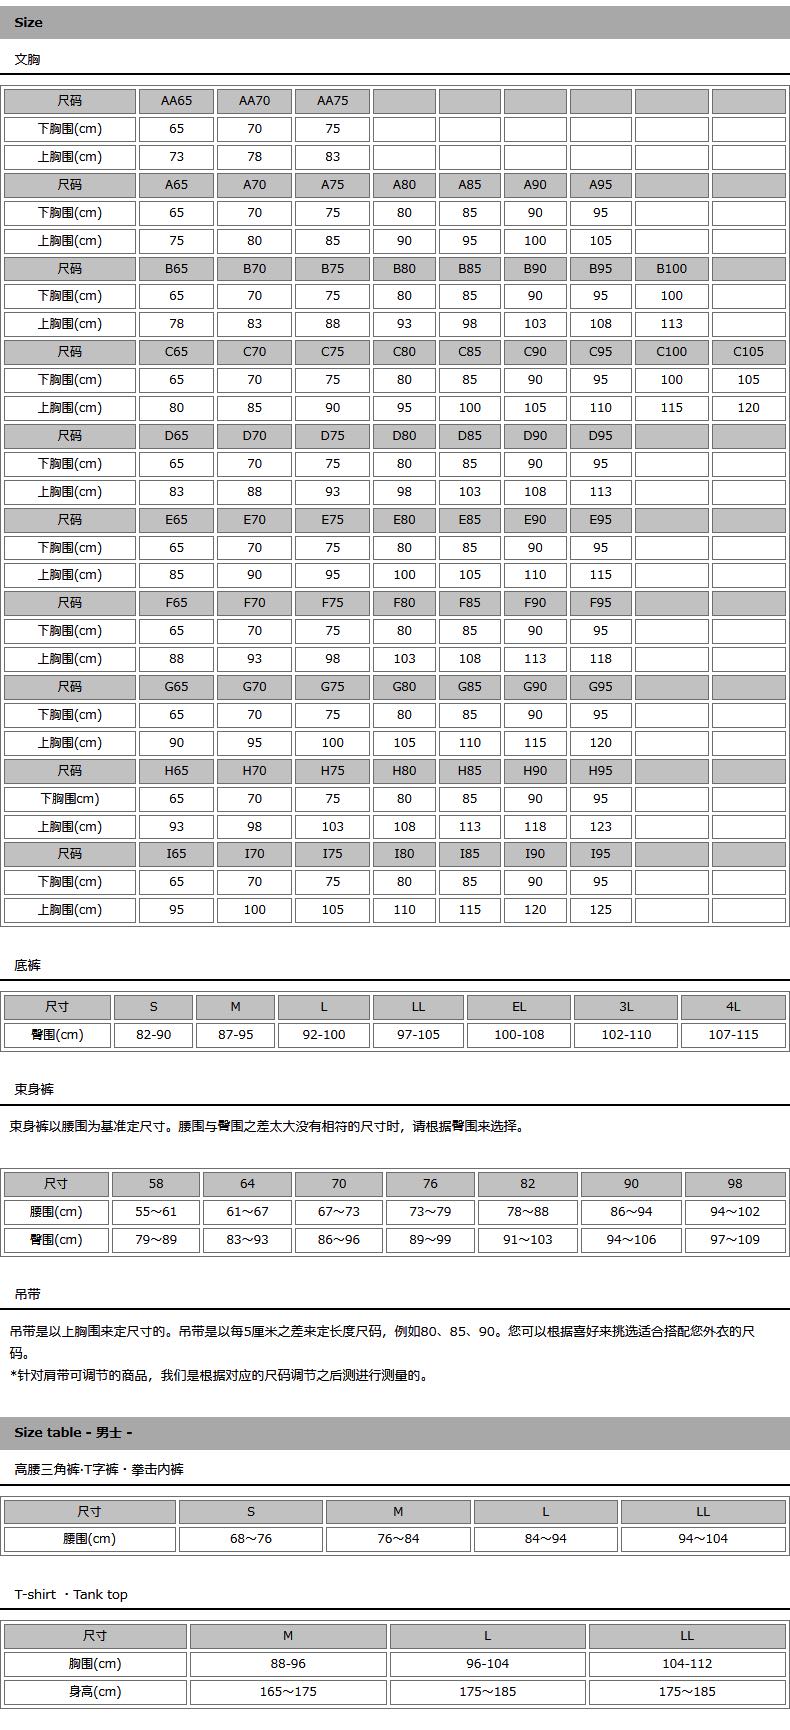 Size
文胸
尺码 AA65 AA70 AA75
下胸围(cm) 65 70 75
上胸围(cm) 73 78 83
尺码 A65 A70 A75 A80 A85 A90 A95
下胸围(cm) 65 70 75 80 85 90 95
上胸围(cm) 75 80 85 90 95 100 105
尺码 B65 B70 B75 B80 B85 B90 B95 B100
下胸围(cm) 65 70 75 80 85 90 95 100
上胸围(cm) 78 83 88 93 98 103 108 113
尺码 C65 C70 C75 C80 C85 C90 C95 C100 C105
下胸围(cm) 65 70 75 80 85 90 95 100 105
上胸围(cm) 80 85 90 95 100 105 110 115 120
尺码 D65 D70 D75 D80 D85 D90 D95
下胸围(cm) 65 70 75 80 85 90 95
上胸围(cm) 83 88 93 98 103 108 113
尺码 E65 E70 E75 E80 E85 E90 E95
下胸围(cm) 65 70 75 80 85 90 95
上胸围(cm) 85 90 95 100 105 110 115
尺码 F65 F70 F75 F80 F85 F90 F95
下胸围(cm) 65 70 75 80 85 90 95
上胸围(cm) 88 93 98 103 108 113 118
尺码 G65 G70 G75 G80 G85 G90 G95
下胸围(cm) 65 70 75 80 85 90 95
上胸围(cm) 90 95 100 105 110 115 120
尺码 H65 H70 H75 H80 H85 H90 H95
下胸围cm) 65 70 75 80 85 90 95
上胸围(cm) 93 98 103 108 113 118 123
尺码 I65 I70 I75 I80 I85 I90 I95
下胸围(cm) 65 70 75 80 85 90 95
上胸围(cm) 95 100 105 110 115 120 125
底裤
尺寸 S M L LL EL 3L 4L
臀围(cm) 82-90 87-95 92-100 97-105 100-108 102-110 107-115
束身裤
束身裤以腰围为基准定尺寸。腰围与臀围之差太大没有相符的尺寸时，请根据臀围来选择。
尺寸 58 64 70 76 82 90 98
腰围(cm) 55～61 61～67 67～73 73～79 78～88 86～94 94～102
臀围(cm) 79～89 83～93 86～96 89～99 91～103 94～106 97～109
吊带
吊带是以上胸围来定尺寸的。吊带是以每5厘米之差来定长度尺码，例如80、85、90。您可以根据喜好来挑选适合搭配您外衣的尺
码。
*针对肩带可调节的商品，我们是根据对应的尺码调节之后测进行测量的。
Size table - 男士 -
高腰三角裤·T字裤・拳击内裤
尺寸 S M L LL
腰围(cm) 68～76 76～84 84～94 94～104
T-shirt ・Tank top
尺寸 M L LL
胸围(cm) 88-96 96-104 104-112
身高(cm) 165～175 175～185 175～185